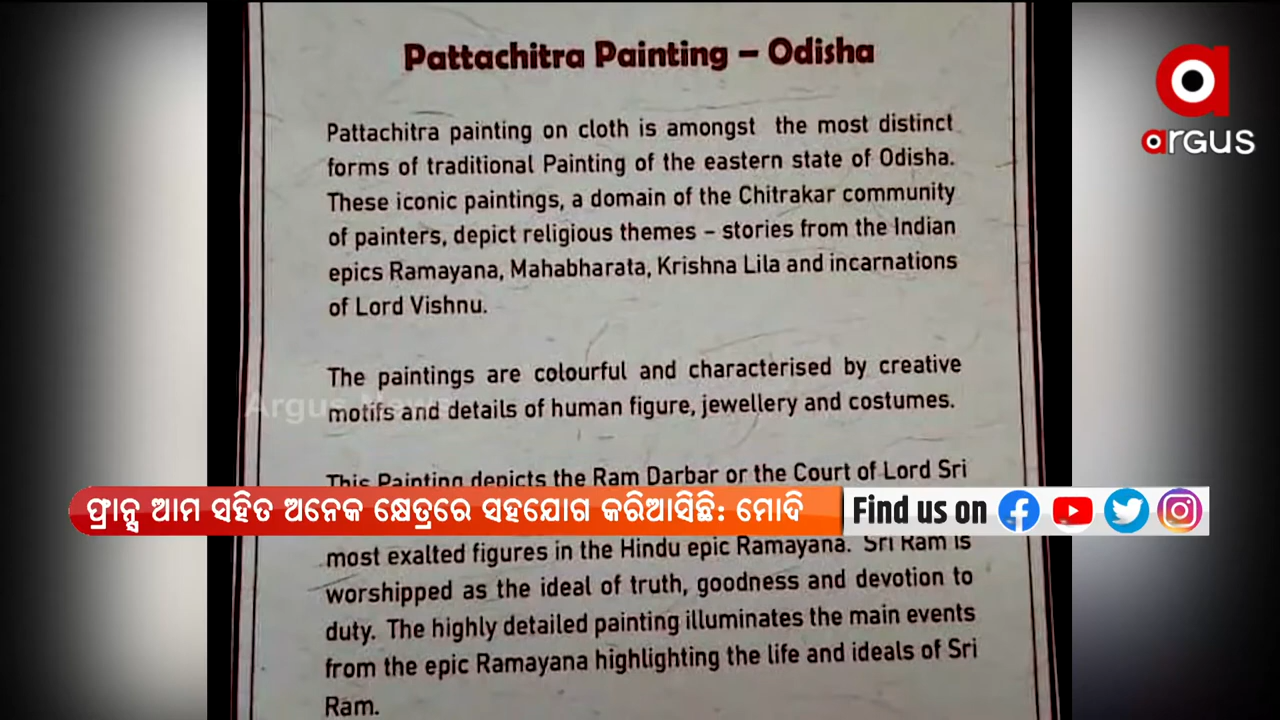 Pattachitra Painting – Odisha
Pattachitra painting on cloth is amongst the most distinct
forms of traditional Painting of the eastern state of Odisha.
These iconic paintings, a domain of the Chitrakar community
of painters, depict religious themes – stories from the Indian
epics Ramayana, Mahabharata, Krishna Lila and incarnations
of Lord Vishnu.
The paintings are colourful and characterised by creative
motifs and details of human figure, jewellery and costumes.
This Painting depicts the Ram Darbar or the Court of Lord Sri
most exalted figures in the Hindu epic Ramayana. Sri Ram is
worshipped as the ideal of truth, goodness and devotion to
duty. The highly detailed painting illuminates the main events
from the epic Ramayana highlighting the life and ideals of Sri
Ram.
argus
Argus News
ଫ୍ରାନ୍ସ ଆମ ସହିତ ଅନେକ କ୍ଷେତ୍ରରେ ସହଯୋଗ କରିଆସିଛି: ମୋଦି
Find us on